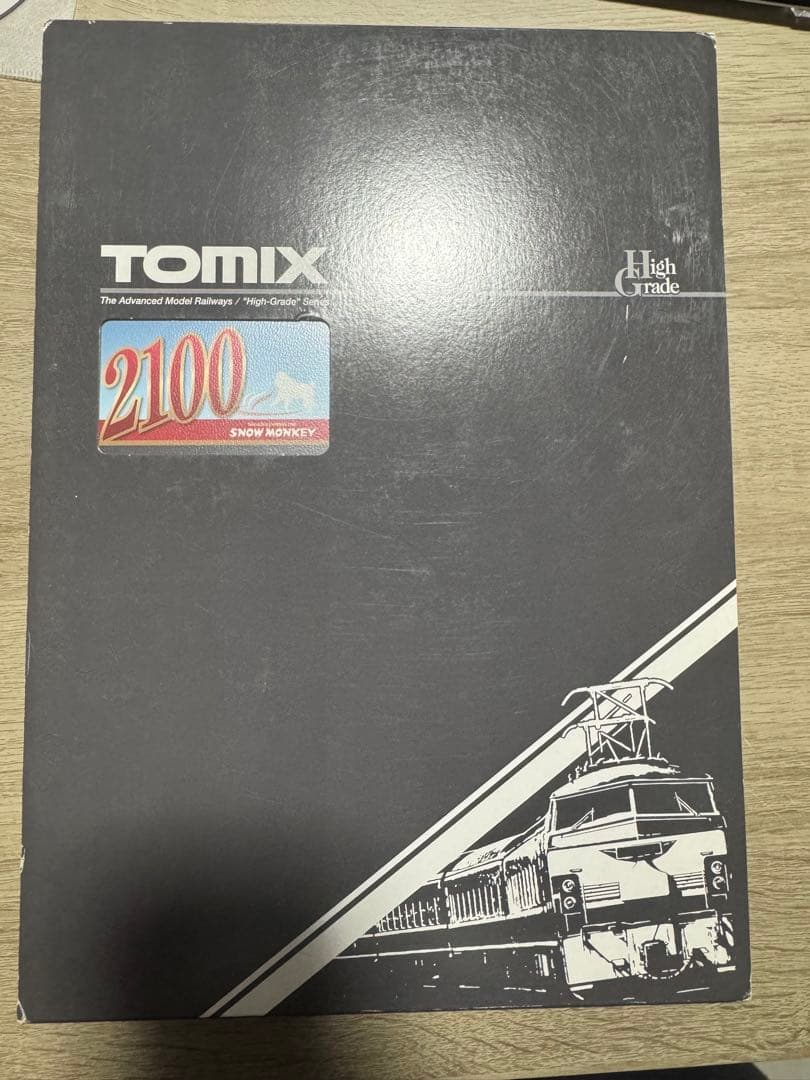 TOMIX
The Advanced Model Railways / "High-Grade" Series
High
Grade
2100
SNOW MONKEY